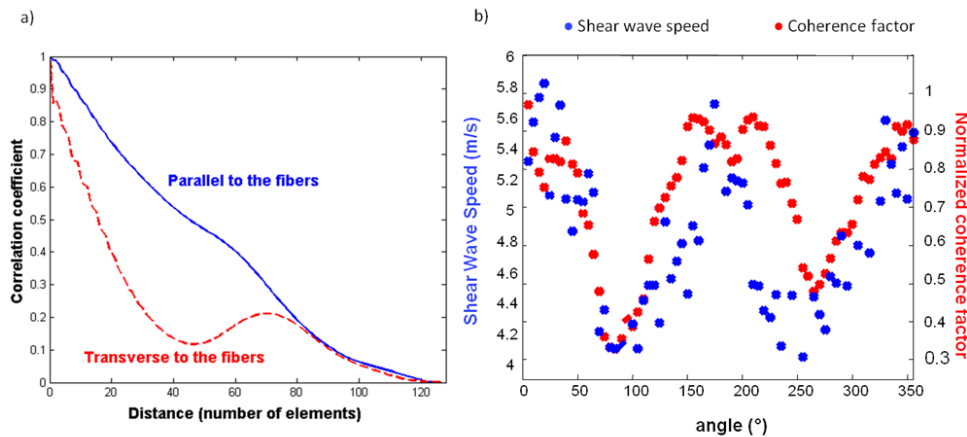 a)
1
0.9
0.8
0.7
0.6
0.5
0.4
0.3
0.2
0.1
0
0 20 40 60 80 100 120
Correlation coefficient
Distance (number of elements)
Parallel to the fibers
Transverse to the fibers
b)
Shear wave speed
Coherence factor
6
5.8
5.6
5.4
5.2
5
4.8
4.6
4.4
4.2
4
Shear Wave Speed (m/s)
0 50 100 150 200 250 300 350
angle (°)
1
0.9
0.8
0.7
0.6
0.5
0.4
0.3
Normalized coherence
factor